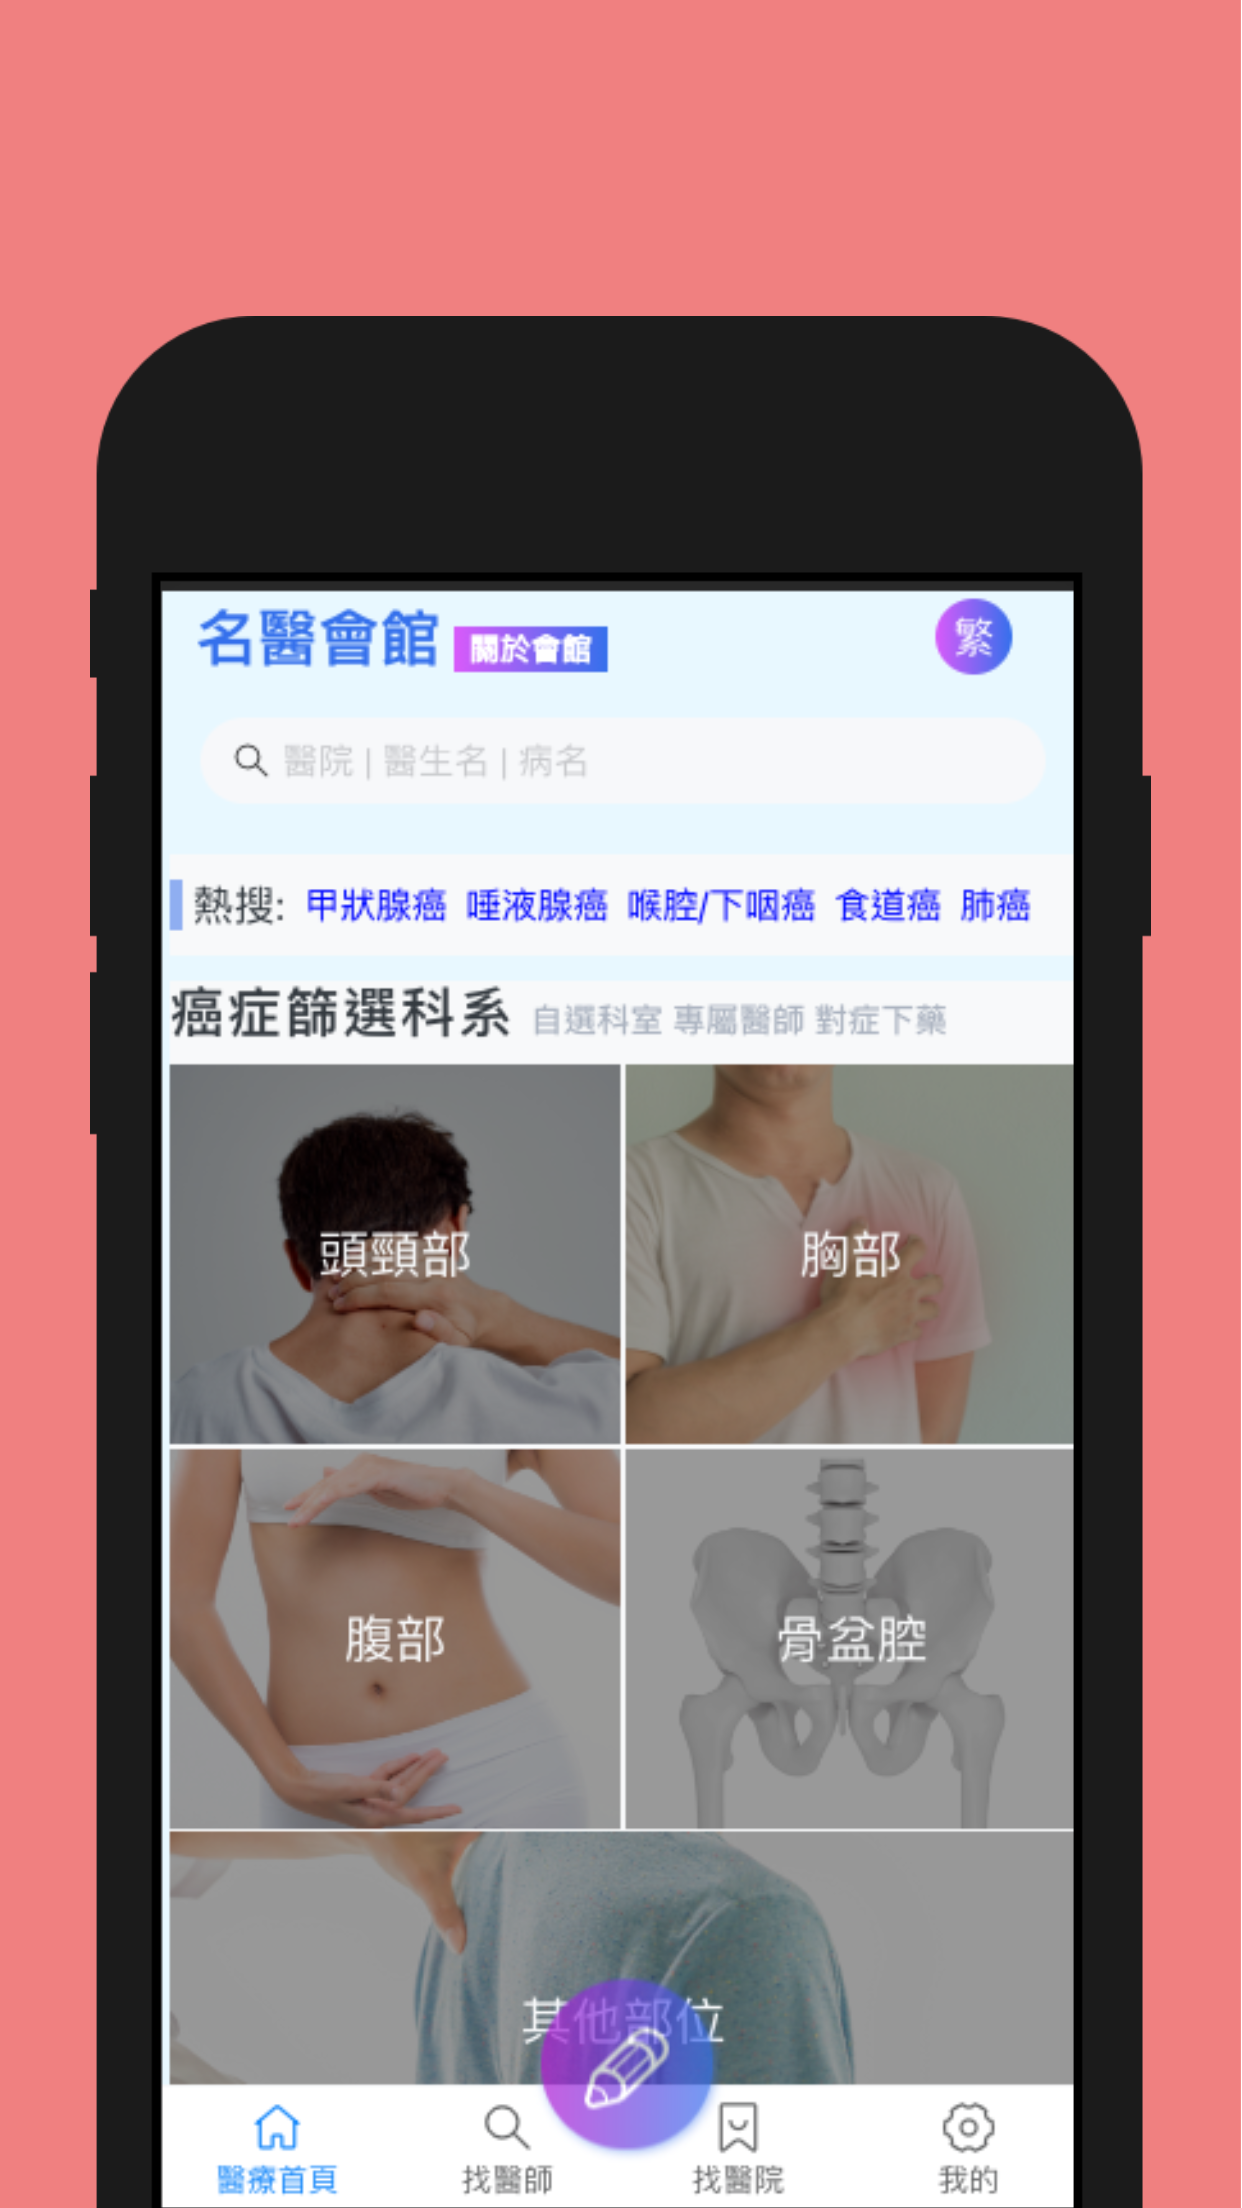 名醫會館 關於會館 繁
醫院 | 醫生名 | 病名
熱搜: 甲狀腺癌 唾液腺癌 喉腔/下咽癌 食道癌 肺癌
癌症篩選科系 自選科室 專屬醫師 對症下藥
頭頸部 胸部
腹部 骨盆腔
其他部位
醫療首頁 找醫師 找醫院 我的